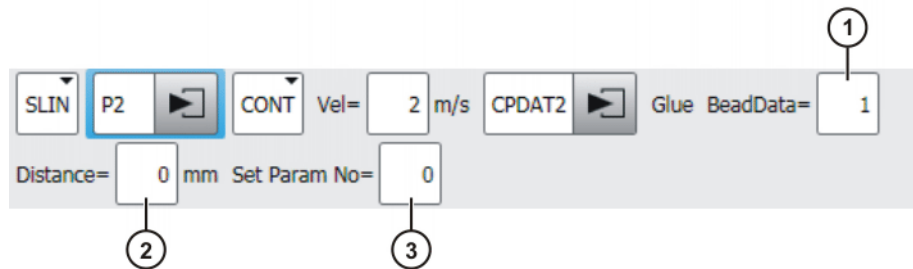 1
SLIN P2 CONT Vel= 2 m/s CPDAT2 Glue BeadData= 1
Distance= 0 mm Set Param No= 0
2 3